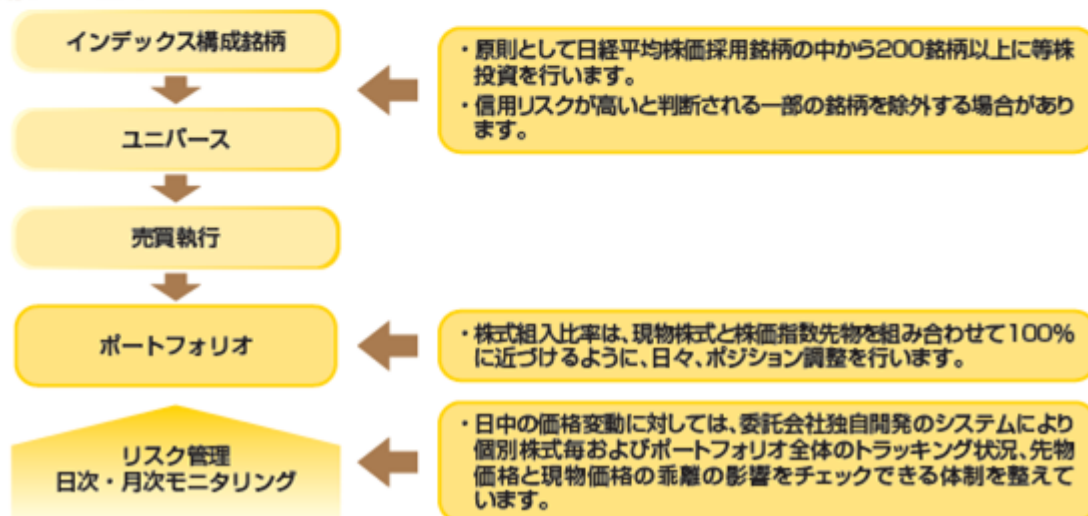 インデックス構成銘柄
・原則として日経平均株価採用銘柄の中から200銘柄以上に等株
投資を行います。
・信用リスクが高いと判断される一部の銘柄を除外する場合があり
ます。
ユニバース
売買執行
ポートフォリオ
・株式組入比率は、現物株式と株価指数先物を組み合わせて100%
に近づけるように、日々、ポジション調整を行います。
リスク管理
日次・月次モニタリング
・日中の価格変動に対しては、委託会社独自開発のシステムにより
個別株式毎およびポートフォリオ全体のトラッキング状況、先物
価格と現物価格の乖離の影響をチェックできる体制を整えて
います。